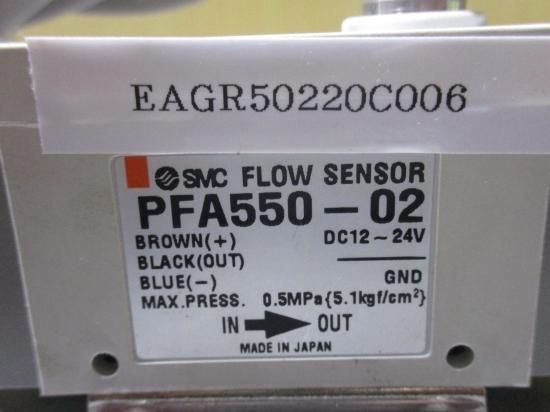 EAGR50220C006
SMC FLOW SENSOR
PFA550-02
BROWN(+) DC12~24V
BLACK(OUT)
BLUE(-) GND
MAX.PRESS. 0.5MPa{5.1kgf/cm²}
IN OUT
MADE IN JAPAN